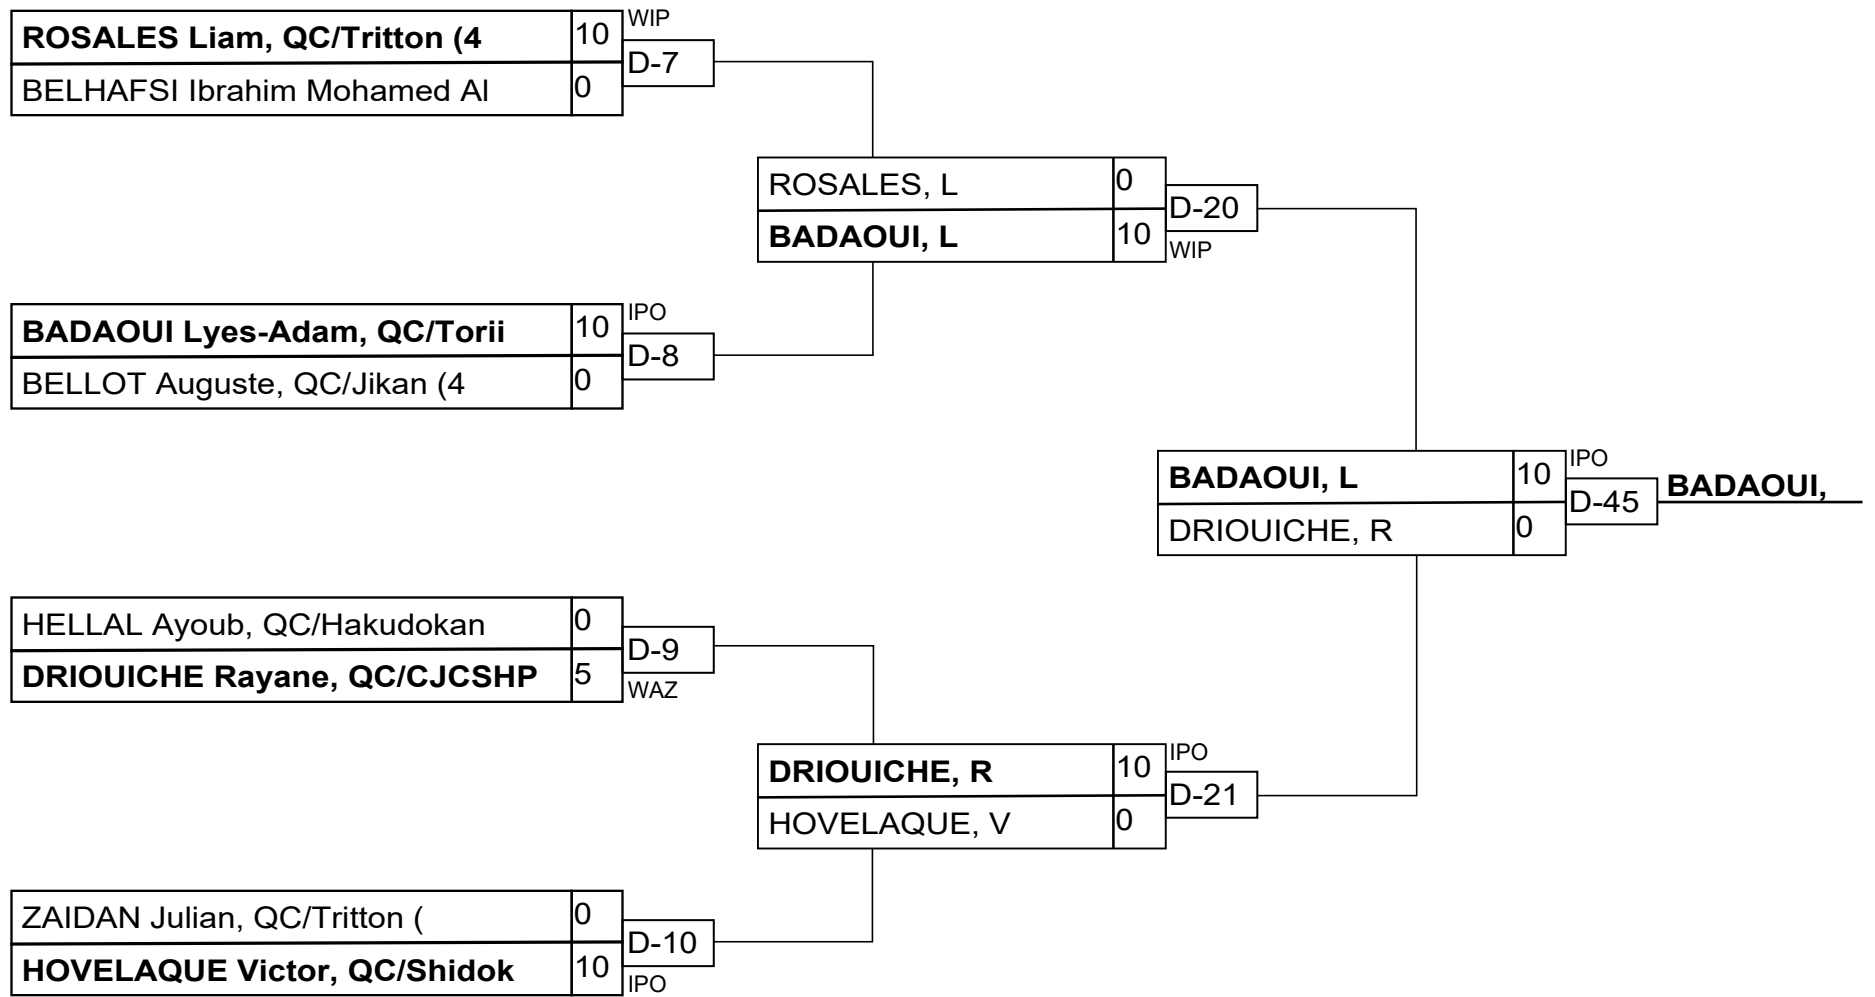 ROSALES Liam, QC/Tritton (4 10 WIP
D-7
BELHAFSI Ibrahim Mohamed Al 0
ROSALES, L 0
D-20
BADAOUI, L 10 WIP
BADAOUI Lyes-Adam, QC/Torii 10 IPO
D-8
BELLOT Auguste, QC/Jikan (4 0
BADAOUI, L 10 IPO
D-45 BADAOUI,
DRIOUICHE, R 0
HELLAL Ayoub, QC/Hakudokan 0
D-9
DRIOUICHE Rayane, QC/CJCSHP 5 WAZ
DRIOUICHE, R 10 IPO
D-21
HOVELAQUE, V 0
ZAIDAN Julian, QC/Tritton ( 0
D-10
HOVELAQUE Victor, QC/Shidok 10 IPO